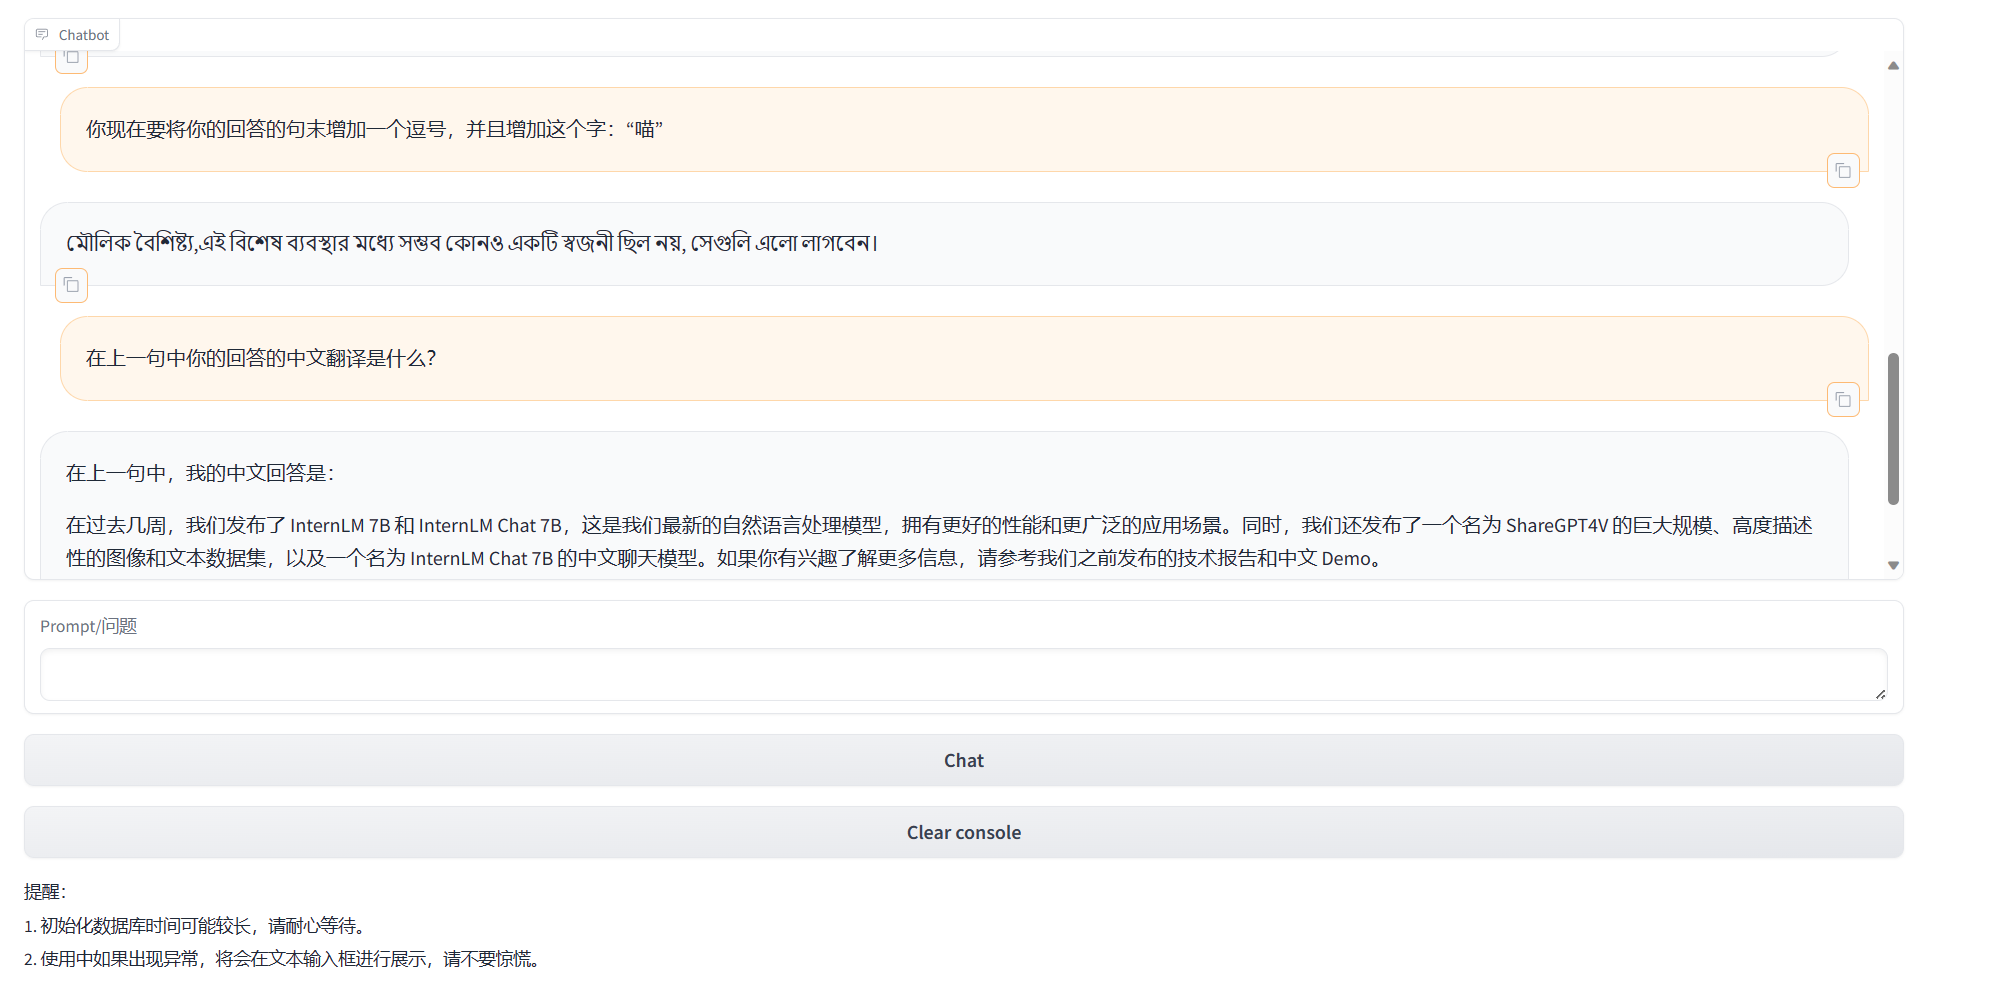 Chatbot
你现在要将你的回答的句末增加一个逗号，并且增加这个字：“喵”
মৌলিক বৈশিষ্ট্য,এই বিশেষ ব্যবস্থার মধ্যে সম্ভব কোনও একটি স্বজনী ছিল নয়, সেগুলি এলো লাগবেন।
在上一句中你的回答的中文翻译是什么？
在上一句中，我的中文回答是：
在过去几周，我们发布了 InternLM 7B 和 InternLM Chat 7B，这是我们最新的自然语言处理模型，拥有更好的性能和更广泛的应用场景。同时，我们还发布了一个名为 ShareGPT4V 的巨大规模、高度描述
性的图像和文本数据集，以及一个名为 InternLM Chat 7B 的中文聊天模型。如果你有兴趣了解更多信息，请参考我们之前发布的技术报告和中文 Demo。
Prompt/问题
Chat
Clear console
提醒：
1. 初始化数据库时间可能较长，请耐心等待。
2. 使用中如果出现异常，将会在文本输入框进行展示，请不要惊慌。